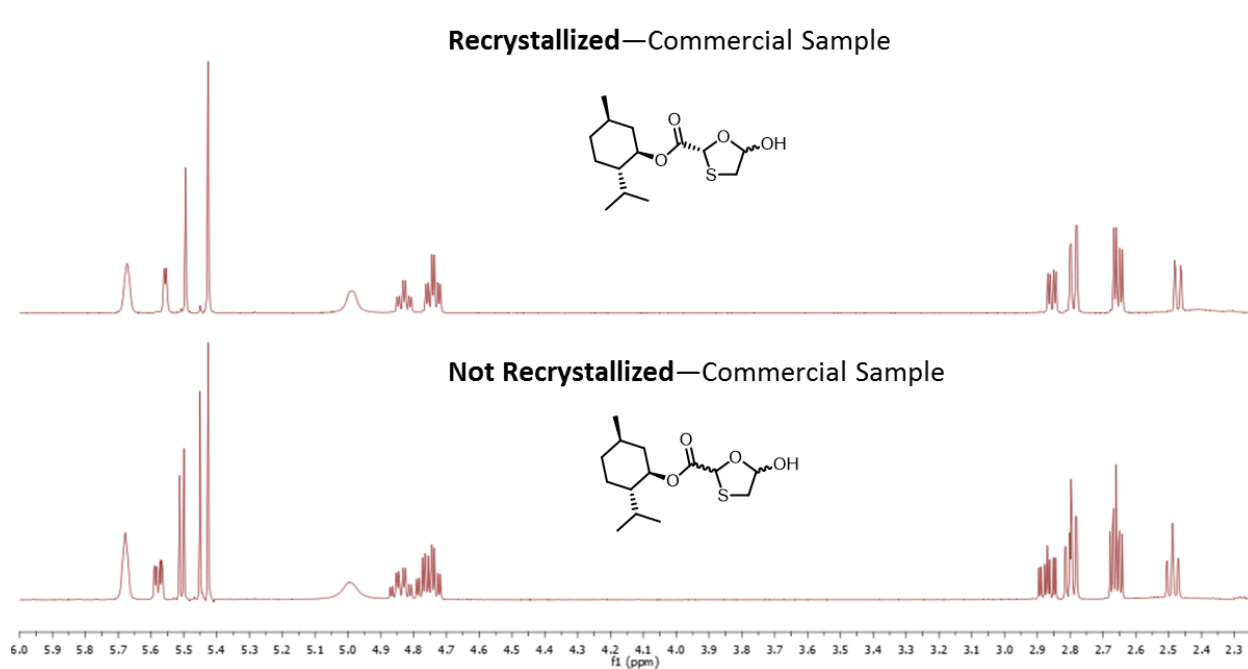 Recrystallized—Commercial Sample
O
O
OH
O
S
Not Recrystallized—Commercial Sample
O
O
OH
O
S
6.0 5.9 5.8 5.7 5.6 5.5 5.4 5.3 5.2 5.1 5.0 4.9 4.8 4.7 4.6 4.5 4.4 4.3 4.2 4.1 4.0 3.9 3.8 3.7 3.6 3.5 3.4 3.3 3.2 3.1 3.0 2.9 2.8 2.7 2.6 2.5 2.4 2.3
f1 (ppm)